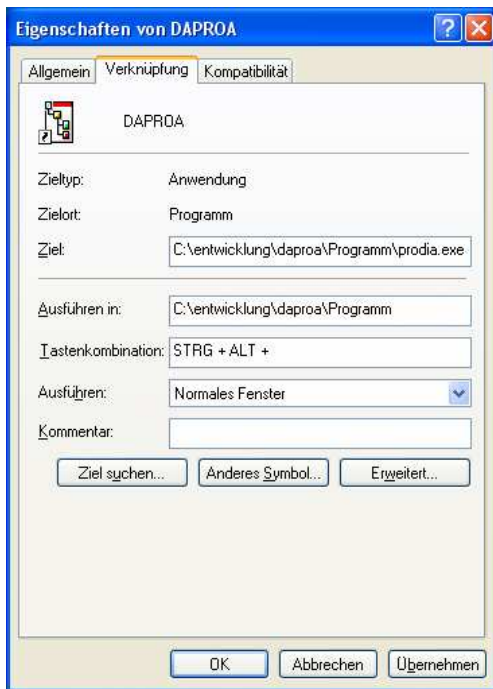 Eigenschaften von DAPROA
?
Allgemein Verknüpfung Kompatibilität
DAPROA
Zieltyp: Anwendung
Zielort: Programm
Ziel: C:\entwicklung\daproa\Programm\prodia.exe
Ausführen in: C:\entwicklung\daproa\Programm
Tastenkombination: STRG + ALT +
Ausführen: Normales Fenster
Kommentar:
Ziel suchen... Anderes Symbol... Erweitert...
OK Abbrechen Übernehmen